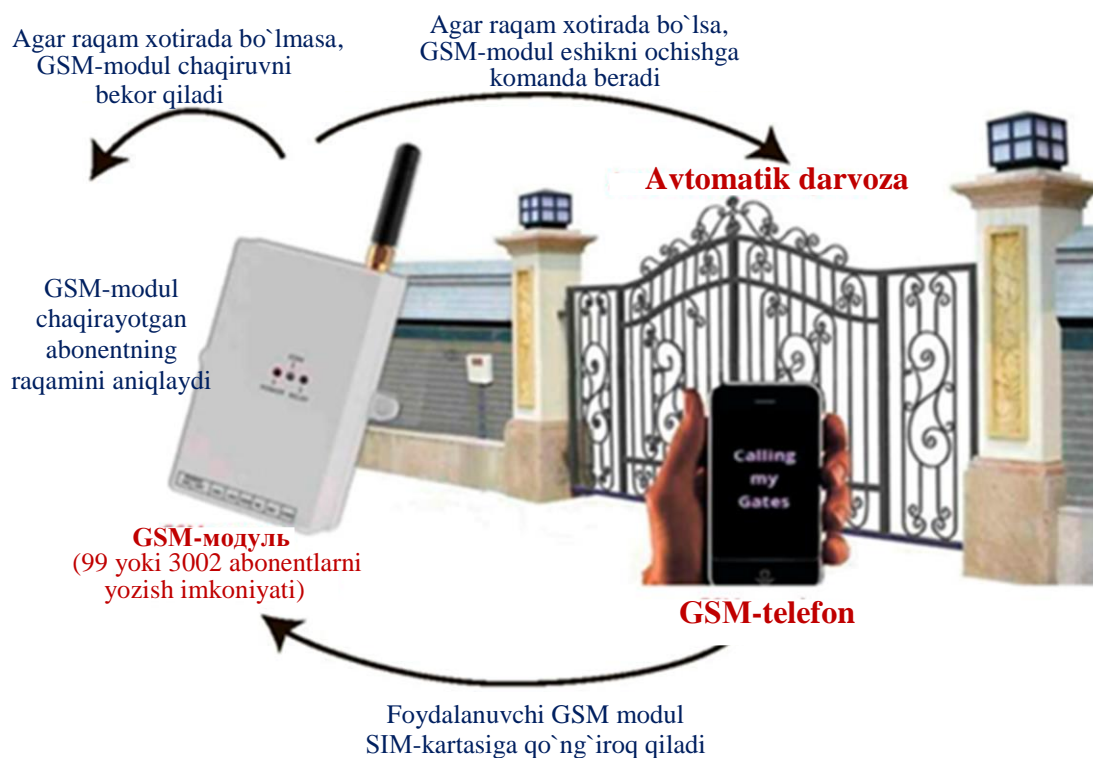 Agar raqam xotirada bo`lmasa,
GSM-modul chaqiruvni
bekor qiladi
Agar raqam xotirada bo`lsa,
GSM-modul eshikni ochishga
komanda beradi
Avtomatik darvoza
GSM-modul
chaqirayotgan
abonentning
raqamini aniqlaydi
Calling
my
Gates
GSM-модуль
(99 yoki 3002 abonentlarni
yozish imkoniyati)
GSM-telefon
Foydalanuvchi GSM modul
SIM-kartasiga qo`ng`iroq qiladi